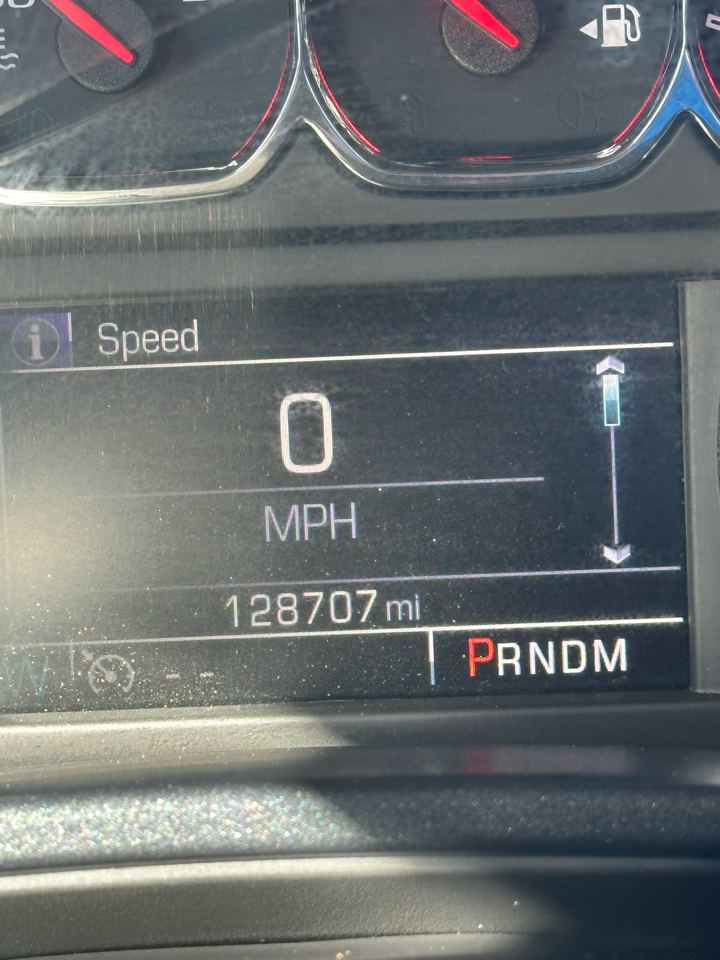 Speed
0
MPH
128707 mi
-- PRNDM